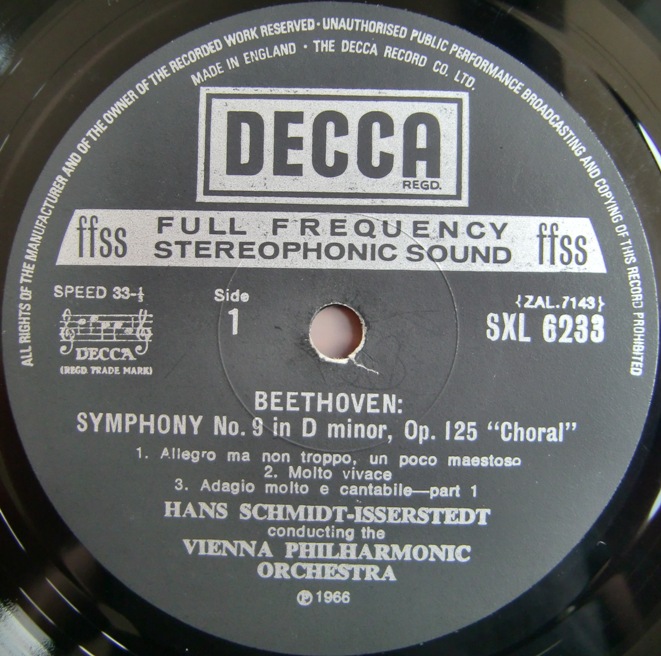 ALL RIGHTS OF THE MANUFACTURER AND OF THE OWNER OF THE RECORDED WORK RESERVED · UNAUTHORISED PUBLIC PERFORMANCE BROADCASTING AND COPYING OF THIS RECORD PROHIBITED
MADE IN ENGLAND · THE DECCA RECORD CO. LTD.
DECCA
REGD.
ffss FULL FREQUENCY ffss
STEREOPHONIC SOUND
SPEED 33-⅓
Side
1
{ZAL.7143}
SXL 6233
DECCA
(REGD. TRADE MARK)
BEETHOVEN:
SYMPHONY No. 9 in D minor, Op. 125 “Choral”
1. Allegro ma non troppo, un poco maestoso
2. Molto vivace
3. Adagio molto e cantabile—part 1
HANS SCHMIDT-ISSERSTEDT
conducting the
VIENNA PHILHARMONIC
ORCHESTRA
Ⓟ 1966